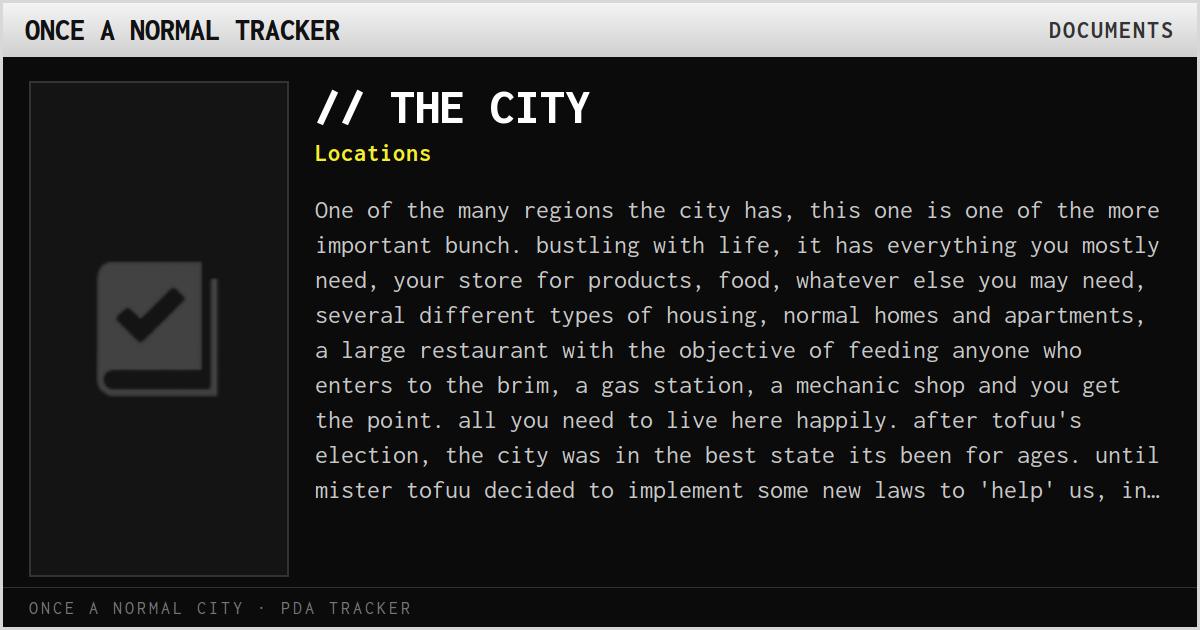 ONCE A NORMAL TRACKER
DOCUMENTS
// THE CITY
Locations
One of the many regions the city has, this one is one of the more
important bunch. bustling with life, it has everything you mostly
need, your store for products, food, whatever else you may need,
several different types of housing, normal homes and apartments,
a large restaurant with the objective of feeding anyone who
enters to the brim, a gas station, a mechanic shop and you get
the point. all you need to live here happily. after tofuu's
election, the city was in the best state its been for ages. until
mister tofuu decided to implement some new laws to 'help' us, in…
ONCE A NORMAL CITY · PDA TRACKER